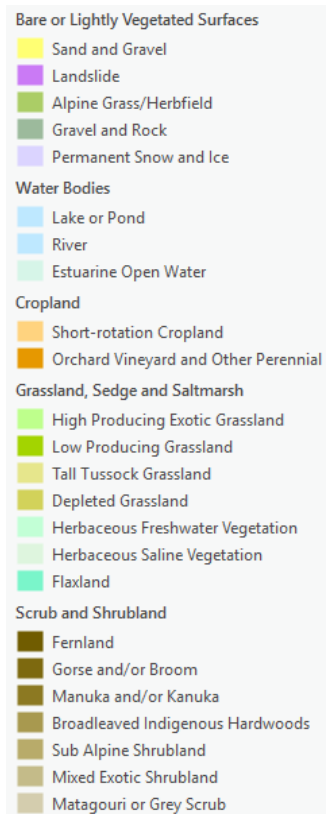 Bare or Lightly Vegetated Surfaces
Sand and Gravel
Landslide
Alpine Grass/Herbfield
Gravel and Rock
Permanent Snow and Ice
Water Bodies
Lake or Pond
River
Estuarine Open Water
Cropland
Short-rotation Cropland
Orchard Vineyard and Other Perennial
Grassland, Sedge and Saltmarsh
High Producing Exotic Grassland
Low Producing Grassland
Tall Tussock Grassland
Depleted Grassland
Herbaceous Freshwater Vegetation
Herbaceous Saline Vegetation
Flaxland
Scrub and Shrubland
Fernland
Gorse and/or Broom
Manuka and/or Kanuka
Broadleaved Indigenous Hardwoods
Sub Alpine Shrubland
Mixed Exotic Shrubland
Matagouri or Grey Scrub